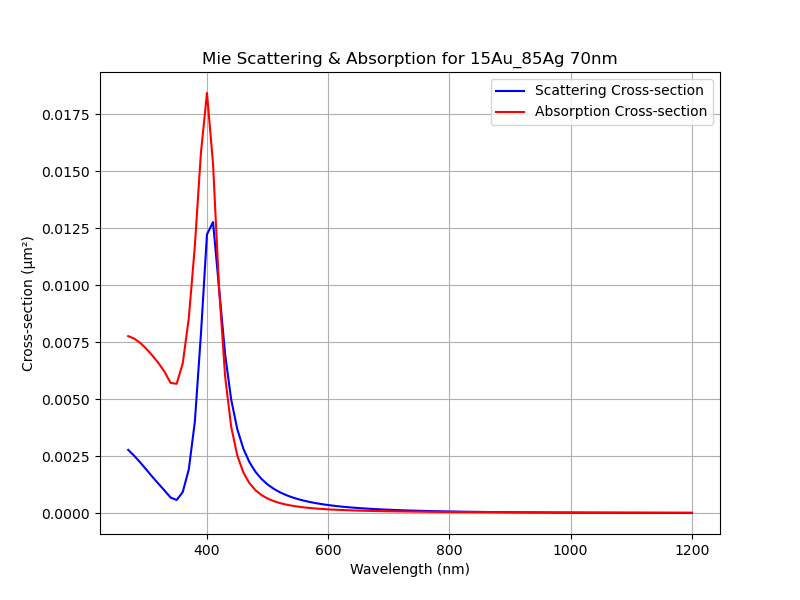 Mie Scattering & Absorption for 15Au_85Ag 70nm
Scattering Cross-section
Absorption Cross-section
0.0175
0.0150
0.0125
0.0100
0.0075
0.0050
0.0025
0.0000
Cross-section (μm²)
400
600
800
1000
1200
Wavelength (nm)